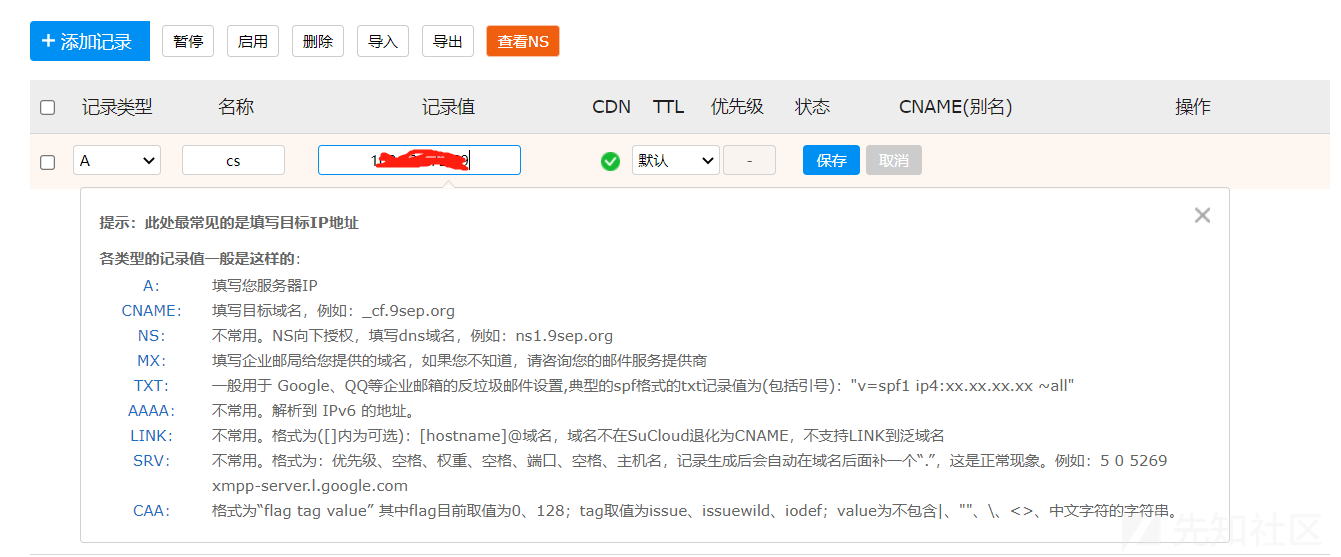 + 添加记录 暂停 启用 删除 导入 导出 查看NS
记录类型 名称 记录值 CDN TTL 优先级 状态 CNAME(别名) 操作
A cs 默认 - 保存 取消
提示：此处最常见的是填写目标IP地址
各类型的记录值一般是这样的：
A： 填写您服务器IP
CNAME： 填写目标域名，例如：_cf.9sep.org
NS： 不常用。NS向下授权，填写dns域名，例如：ns1.9sep.org
MX： 填写企业邮局给您提供的域名，如果您不知道，请咨询您的邮件服务提供商
TXT： 一般用于 Google、QQ等企业邮箱的反垃圾邮件设置,典型的spf格式的txt记录值为(包括引号)："v=spf1 ip4:xx.xx.xx.xx ~all"
AAAA： 不常用。解析到 IPv6 的地址。
LINK： 不常用。格式为([]内为可选)：[hostname]@域名，域名不在SuCloud退化为CNAME，不支持LINK到泛域名
SRV： 不常用。格式为：优先级、空格、权重、空格、端口、空格、主机名，记录生成后会自动在域名后面补一个“.”，这是正常现象。例如：5 0 5269
xmpp-server.l.google.com
CAA： 格式为“flag tag value” 其中flag目前取值为0、128；tag取值为issue、issuewild、iodef；value为不包含|、""、\、<>、中文字符的字符串。
先知社区